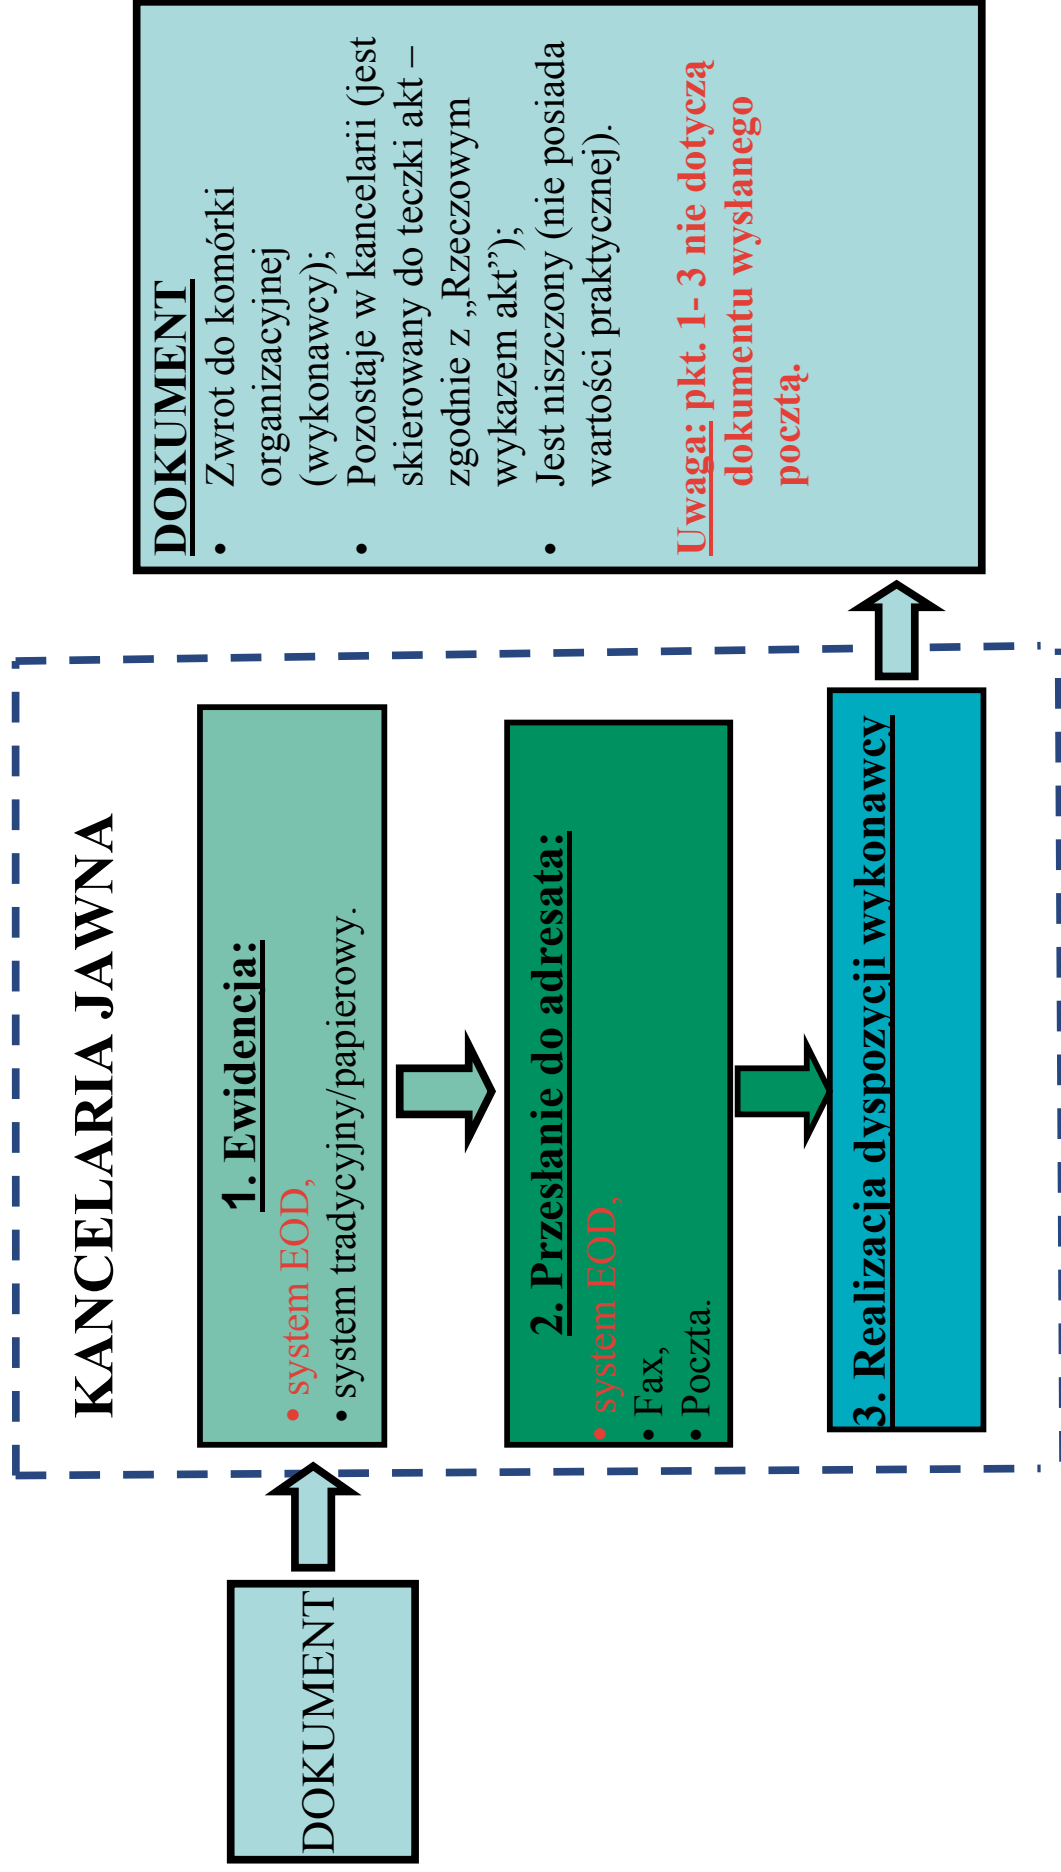 KANCELARIA JAWNA
DOKUMENT
1. Ewidencja:
• system EOD,
• system tradycyjny/papierowy.
2. Przesłanie do adresata:
• system EOD,
• Fax,
• Poczta.
3. Realizacja dyspozycji wykonawcy
DOKUMENT
• Zwrot do komórki
organizacyjnej
(wykonawcy);
• Pozostaje w kancelarii (jest
skierowany do teczki akt –
zgodnie z „Rzeczowym
wykazem akt”);
• Jest niszczony (nie posiada
wartości praktycznej).
Uwaga: pkt. 1- 3 nie dotyczą
dokumentu wysłanego
pocztą.